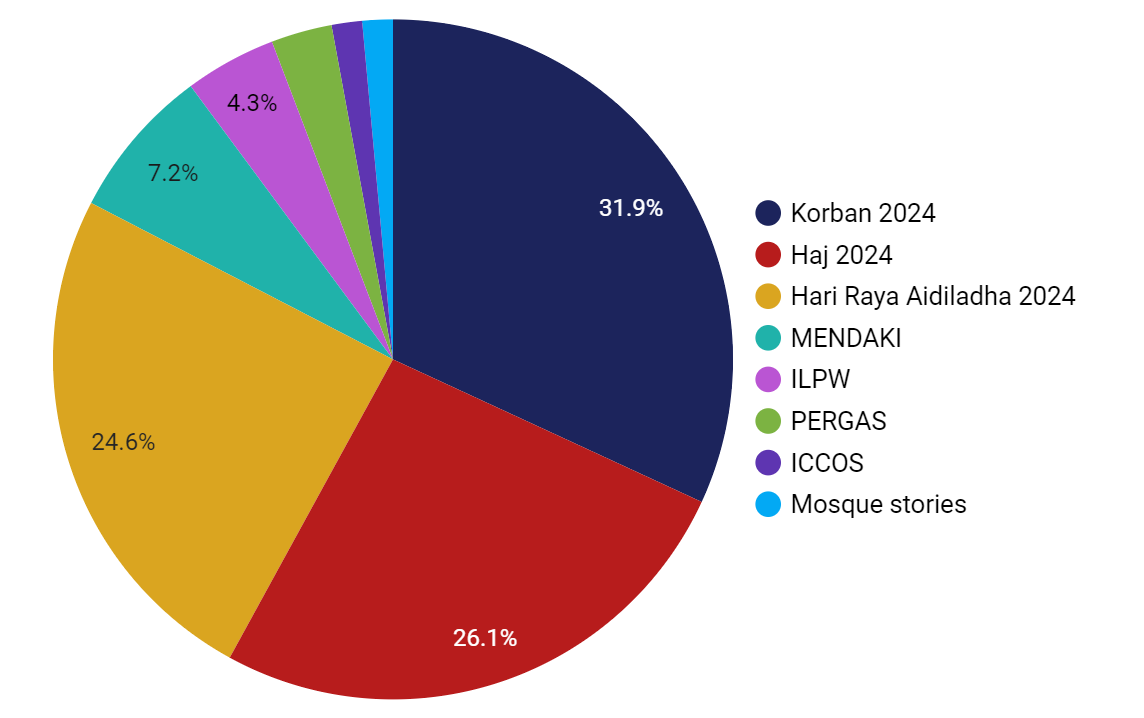 4.3%
7.2%
31.9%
24.6%
26.1%
Korban 2024
Haj 2024
Hari Raya Aidiladha 2024
MENDAKI
ILPW
PERGAS
ICCOS
Mosque stories